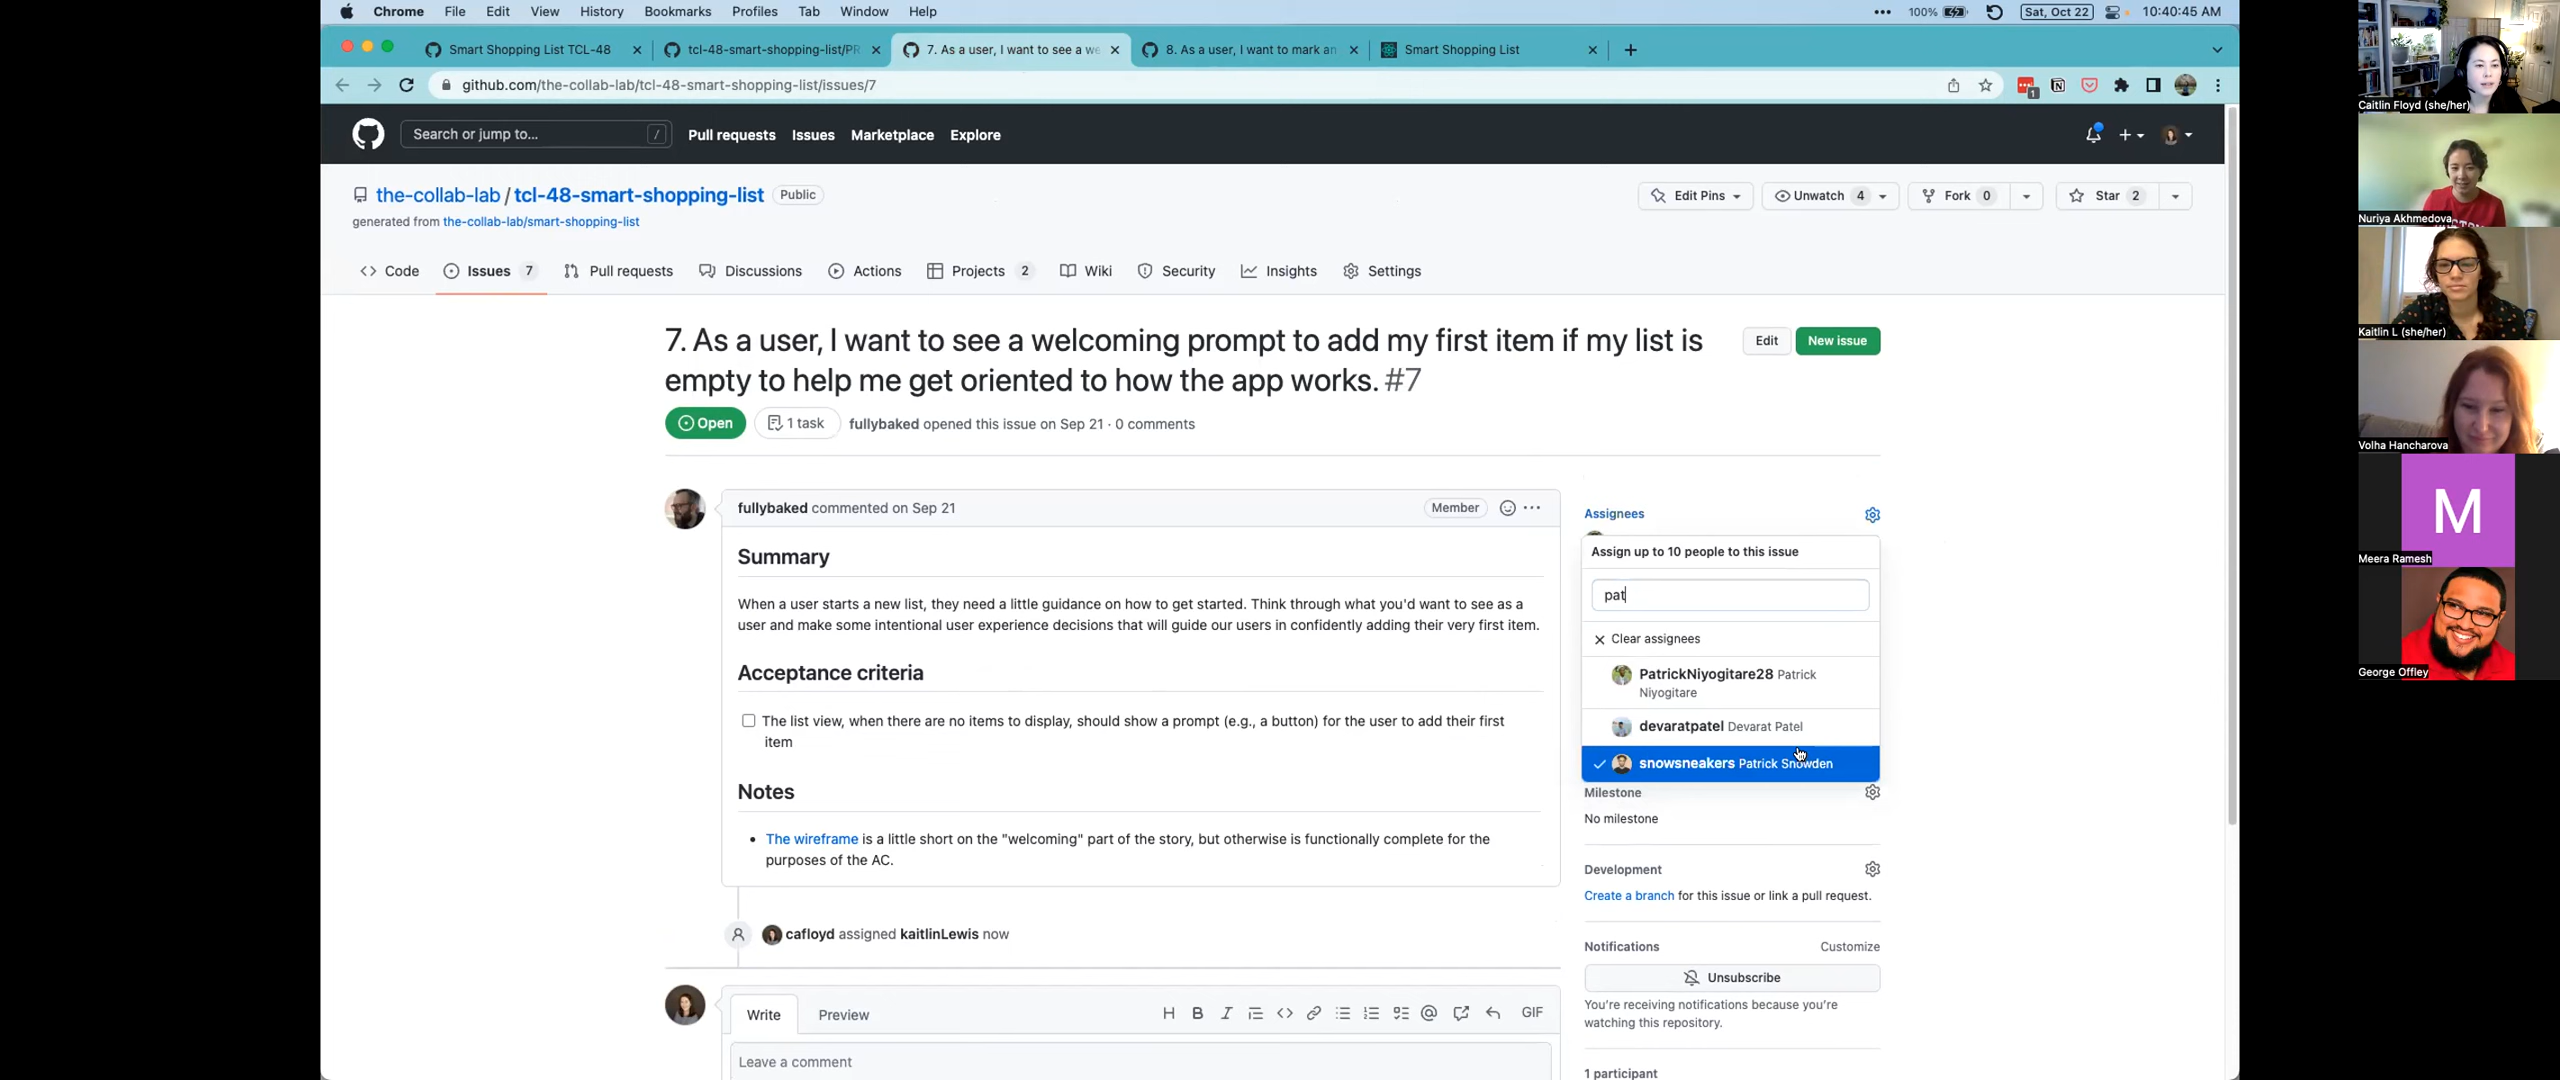 Chrome File Edit View History Bookmarks Profiles Tab Window Help
100% Sat, Oct 22 10:40:45 AM
Smart Shopping List TCL-48
tcl-48-smart-shopping-list/PR
7. As a user, I want to see a we
8. As a user, I want to mark an
Smart Shopping List
github.com/the-collab-lab/tcl-48-smart-shopping-list/issues/7
1
Search or jump to... /
Pull requests Issues Marketplace Explore
the-collab-lab / tcl-48-smart-shopping-list Public
Edit Pins Unwatch 4 Fork 0 Star 2
generated from the-collab-lab/smart-shopping-list
Code Issues 7 Pull requests Discussions Actions Projects 2 Wiki Security Insights Settings
7. As a user, I want to see a welcoming prompt to add my first item if my list is
empty to help me get oriented to how the app works. #7
Edit New issue
Open 1 task fullybaked opened this issue on Sep 21 · 0 comments
fullybaked commented on Sep 21 Member
Summary
When a user starts a new list, they need a little guidance on how to get started. Think through what you'd want to see as a
user and make some intentional user experience decisions that will guide our users in confidently adding their very first item.
Acceptance criteria
The list view, when there are no items to display, should show a prompt (e.g., a button) for the user to add their first
item
Notes
• The wireframe is a little short on the "welcoming" part of the story, but otherwise is functionally complete for the
purposes of the AC.
cafloyd assigned kaitlinLewis now
Write Preview
H B I GIF
Leave a comment
Assignees
Assign up to 10 people to this issue
pat
Clear assignees
PatrickNiyogitare28 Patrick
Niyogitare
devaratpatel Devarat Patel
snowsneakers Patrick Snowden
Milestone
No milestone
Development
Create a branch for this issue or link a pull request.
Notifications Customize
Unsubscribe
You're receiving notifications because you're
watching this repository.
1 participant
Caitlin Floyd (she/her)
Nuriya Akhmedova
Kaitlin L (she/her)
Volha Hancharova
M
Meera Ramesh
George Offley